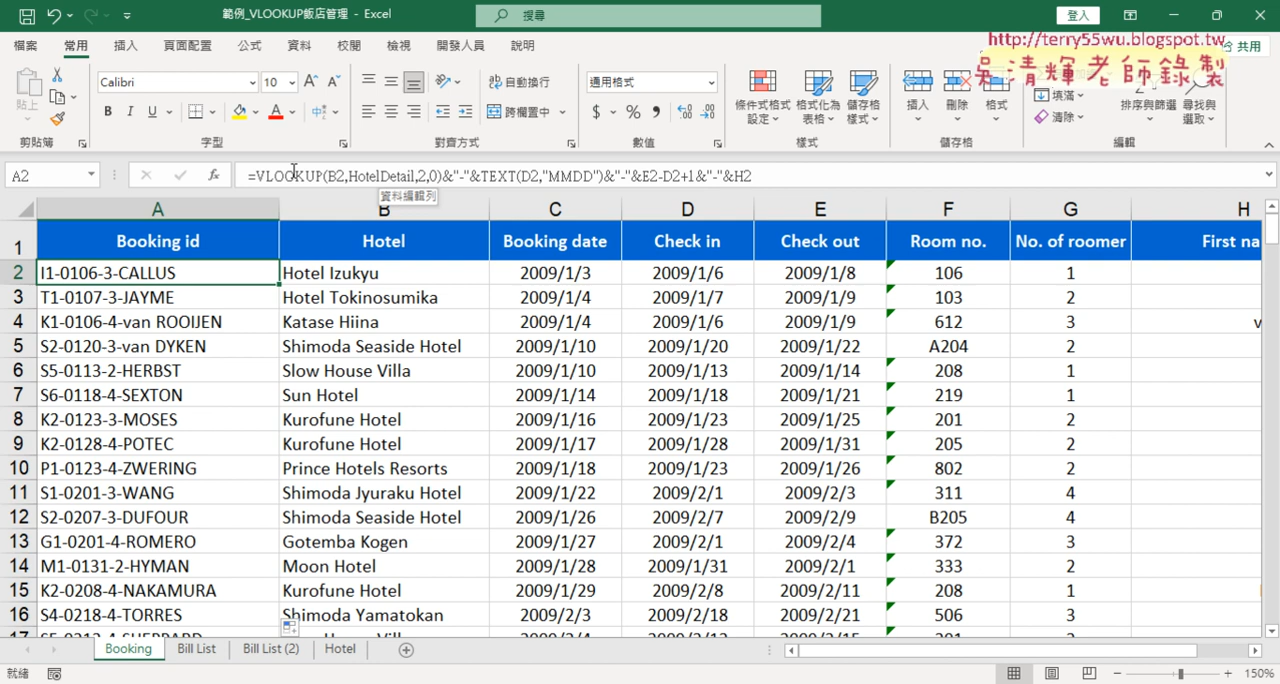 範例_VLOOKUP飯店管理 - Excel
搜尋
登入
檔案 常用 插入 頁面配置 公式 資料 校閱 檢視 開發人員 說明
共用
http://terry55wu.blogspot.tw
吳清輝老師錄製
貼上
Calibri 10
B I U
自動換行
跨欄置中
通用格式
$ %
條件式格式設定 格式化為表格 儲存格樣式
插入 刪除 格式
填滿
清除
排序與篩選 尋找與選取
剪貼簿 字型 對齊方式 數值 樣式 儲存格 編輯
A2 fx =VLOOKUP(B2,HotelDetail,2,0)&"-"&TEXT(D2,"MMDD")&"-"&E2-D2+1&"-"&H2
資料編輯列
A B C D E F G H
1 Booking id Hotel Booking date Check in Check out Room no. No. of roomer First na
2 I1-0106-3-CALLUS Hotel Izukyu 2009/1/3 2009/1/6 2009/1/8 106 1
3 T1-0107-3-JAYME Hotel Tokinosumika 2009/1/4 2009/1/7 2009/1/9 103 2
4 K1-0106-4-van ROOIJEN Katase Hiina 2009/1/4 2009/1/6 2009/1/9 612 3 v
5 S2-0120-3-van DYKEN Shimoda Seaside Hotel 2009/1/10 2009/1/20 2009/1/22 A204 2
6 S5-0113-2-HERBST Slow House Villa 2009/1/10 2009/1/13 2009/1/14 208 1
7 S6-0118-4-SEXTON Sun Hotel 2009/1/14 2009/1/18 2009/1/21 219 1
8 K2-0123-3-MOSES Kurofune Hotel 2009/1/16 2009/1/23 2009/1/25 201 2
9 K2-0128-4-POTEC Kurofune Hotel 2009/1/17 2009/1/28 2009/1/31 205 2
10 P1-0123-4-ZWERING Prince Hotels Resorts 2009/1/18 2009/1/23 2009/1/26 802 2
11 S1-0201-3-WANG Shimoda Jyuraku Hotel 2009/1/22 2009/2/1 2009/2/3 311 4
12 S2-0207-3-DUFOUR Shimoda Seaside Hotel 2009/1/26 2009/2/7 2009/2/9 B205 4
13 G1-0201-4-ROMERO Gotemba Kogen 2009/1/27 2009/2/1 2009/2/4 372 3
14 M1-0131-2-HYMAN Moon Hotel 2009/1/28 2009/1/31 2009/2/1 333 2
15 K2-0208-4-NAKAMURA Kurofune Hotel 2009/1/29 2009/2/8 2009/2/11 208 1
16 S4-0218-4-TORRES Shimoda Yamatokan 2009/2/3 2009/2/18 2009/2/21 506 3
Booking Bill List Bill List (2) Hotel
就緒
150%